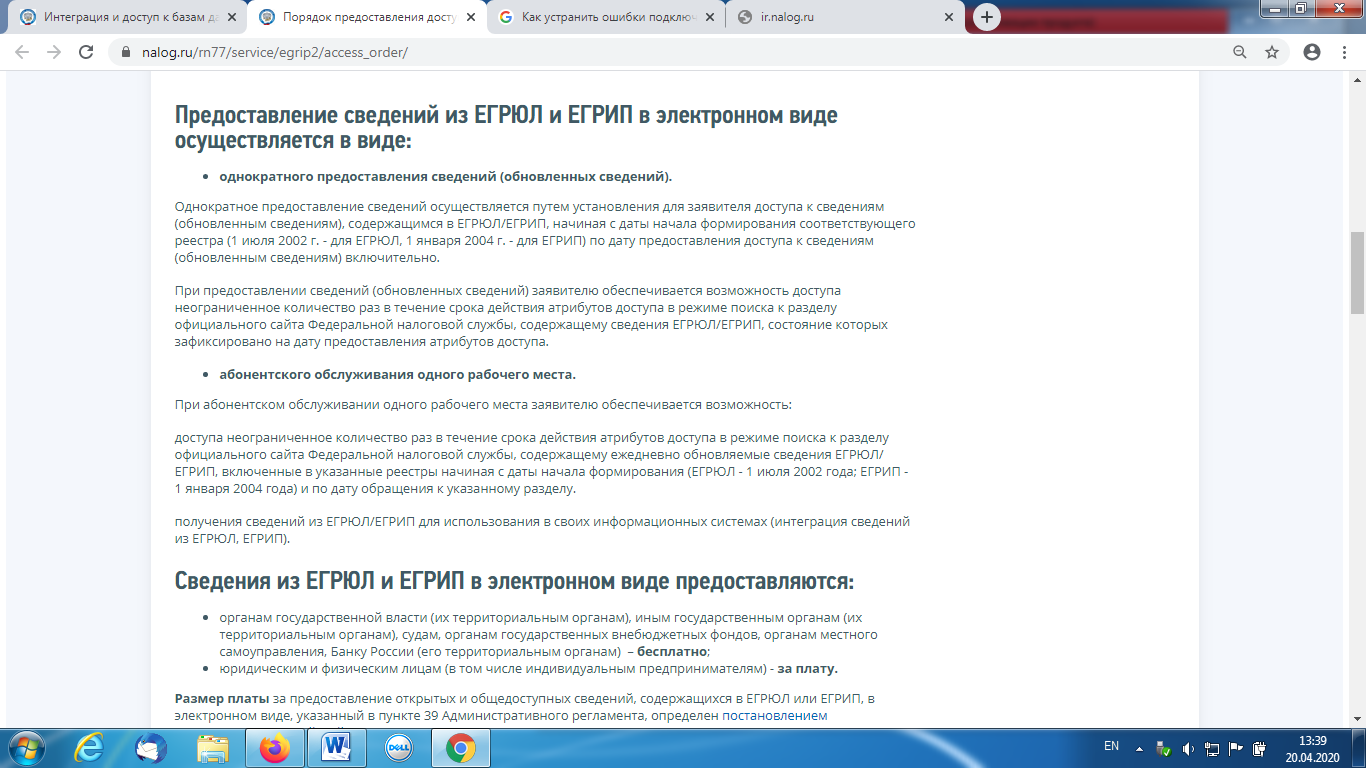 Интеграция и доступ к базам да
Порядок предоставления досту
Как устранить ошибки подключ
ir.nalog.ru
nalog.ru/rn77/service/egrip2/access_order/
Предоставление сведений из ЕГРЮЛ и ЕГРИП в электронном виде
осуществляется в виде:
• однократного предоставления сведений (обновленных сведений).
Однократное предоставление сведений осуществляется путем установления для заявителя доступа к сведениям
(обновленным сведениям), содержащимся в ЕГРЮЛ/ЕГРИП, начиная с даты начала формирования соответствующего
реестра (1 июля 2002 г. - для ЕГРЮЛ, 1 января 2004 г. - для ЕГРИП) по дату предоставления доступа к сведениям
(обновленным сведениям) включительно.
При предоставлении сведений (обновленных сведений) заявителю обеспечивается возможность доступа
неограниченное количество раз в течение срока действия атрибутов доступа в режиме поиска к разделу
официального сайта Федеральной налоговой службы, содержащему сведения ЕГРЮЛ/ЕГРИП, состояние которых
зафиксировано на дату предоставления атрибутов доступа.
• абонентского обслуживания одного рабочего места.
При абонентском обслуживании одного рабочего места заявителю обеспечивается возможность:
доступа неограниченное количество раз в течение срока действия атрибутов доступа в режиме поиска к разделу
официального сайта Федеральной налоговой службы, содержащему ежедневно обновляемые сведения ЕГРЮЛ/
ЕГРИП, включенные в указанные реестры начиная с даты начала формирования (ЕГРЮЛ - 1 июля 2002 года; ЕГРИП -
1 января 2004 года) и по дату обращения к указанному разделу.
получения сведений из ЕГРЮЛ/ЕГРИП для использования в своих информационных системах (интеграция сведений
из ЕГРЮЛ, ЕГРИП).
Сведения из ЕГРЮЛ и ЕГРИП в электронном виде предоставляются:
• органам государственной власти (их территориальным органам), иным государственным органам (их
территориальным органам), судам, органам государственных внебюджетных фондов, органам местного
самоуправления, Банку России (его территориальным органам) – бесплатно;
• юридическим и физическим лицам (в том числе индивидуальным предпринимателям) - за плату.
Размер платы за предоставление открытых и общедоступных сведений, содержащихся в ЕГРЮЛ или ЕГРИП, в
электронном виде, указанный в пункте 39 Административного регламента, определен постановлением
DELL
EN
13:39
20.04.2020